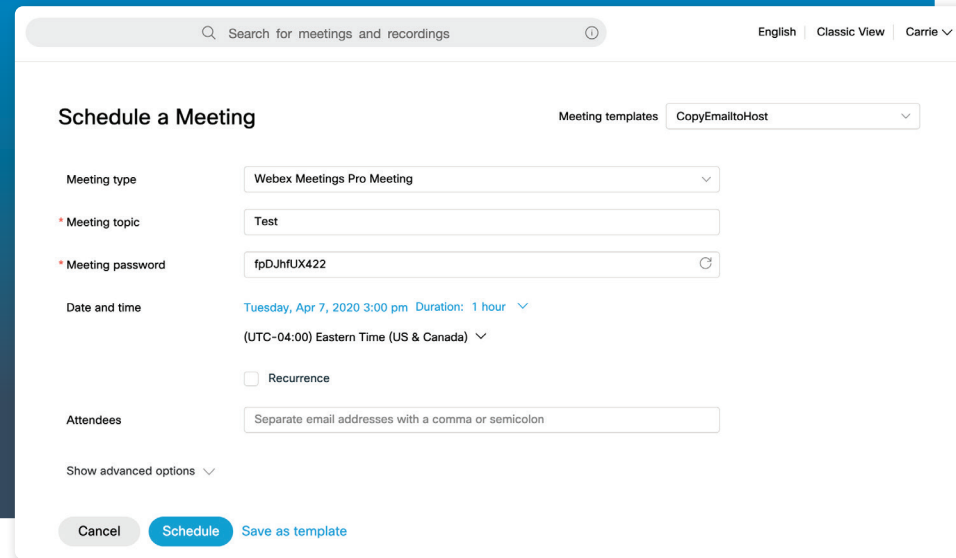 Search for meetings and recordings
English Classic View Carrie
Schedule a Meeting
Meeting templates CopyEmailtoHost
Meeting type Webex Meetings Pro Meeting
* Meeting topic Test
* Meeting password fpDJhfUX422
Date and time Tuesday, Apr 7, 2020 3:00 pm Duration: 1 hour
(UTC-04:00) Eastern Time (US & Canada)
Recurrence
Attendees Separate email addresses with a comma or semicolon
Show advanced options
Cancel Schedule Save as template